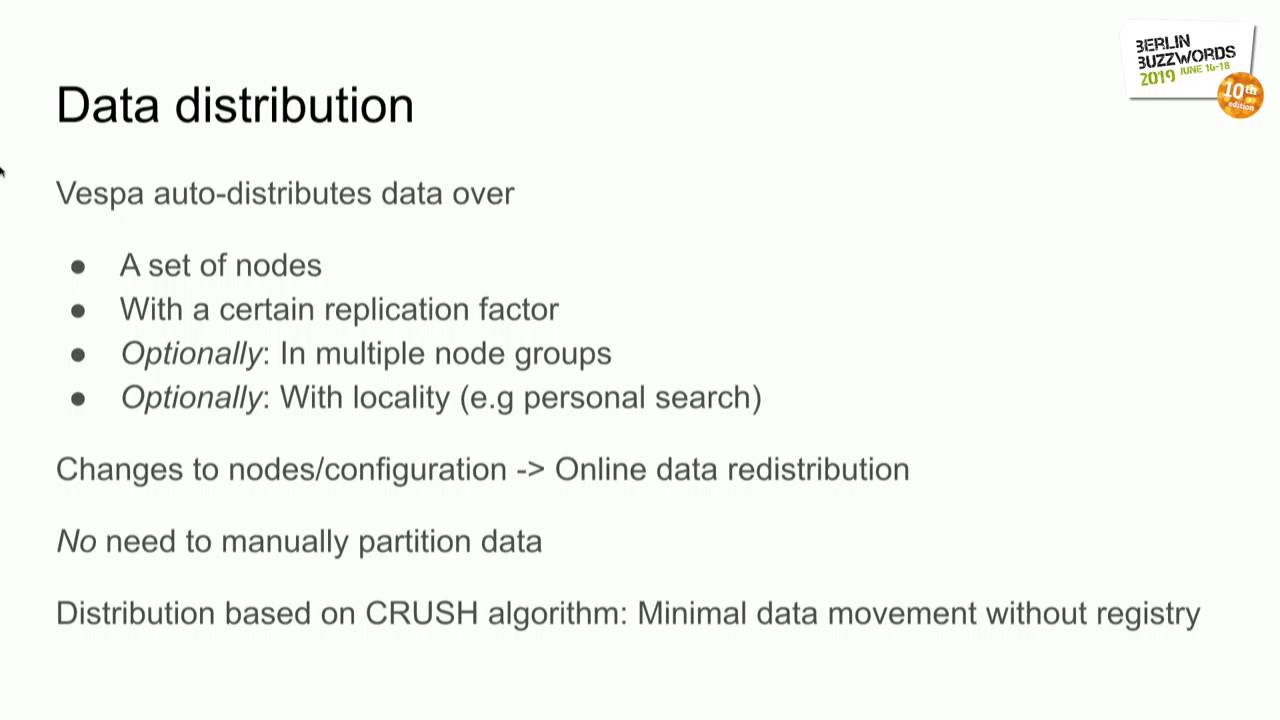 BERLIN
BUZZWORDS
2019 JUNE 16-18
10th
edition
Data distribution
Vespa auto-distributes data over
● A set of nodes
● With a certain replication factor
● Optionally: In multiple node groups
● Optionally: With locality (e.g personal search)
Changes to nodes/configuration -> Online data redistribution
No need to manually partition data
Distribution based on CRUSH algorithm: Minimal data movement without registry